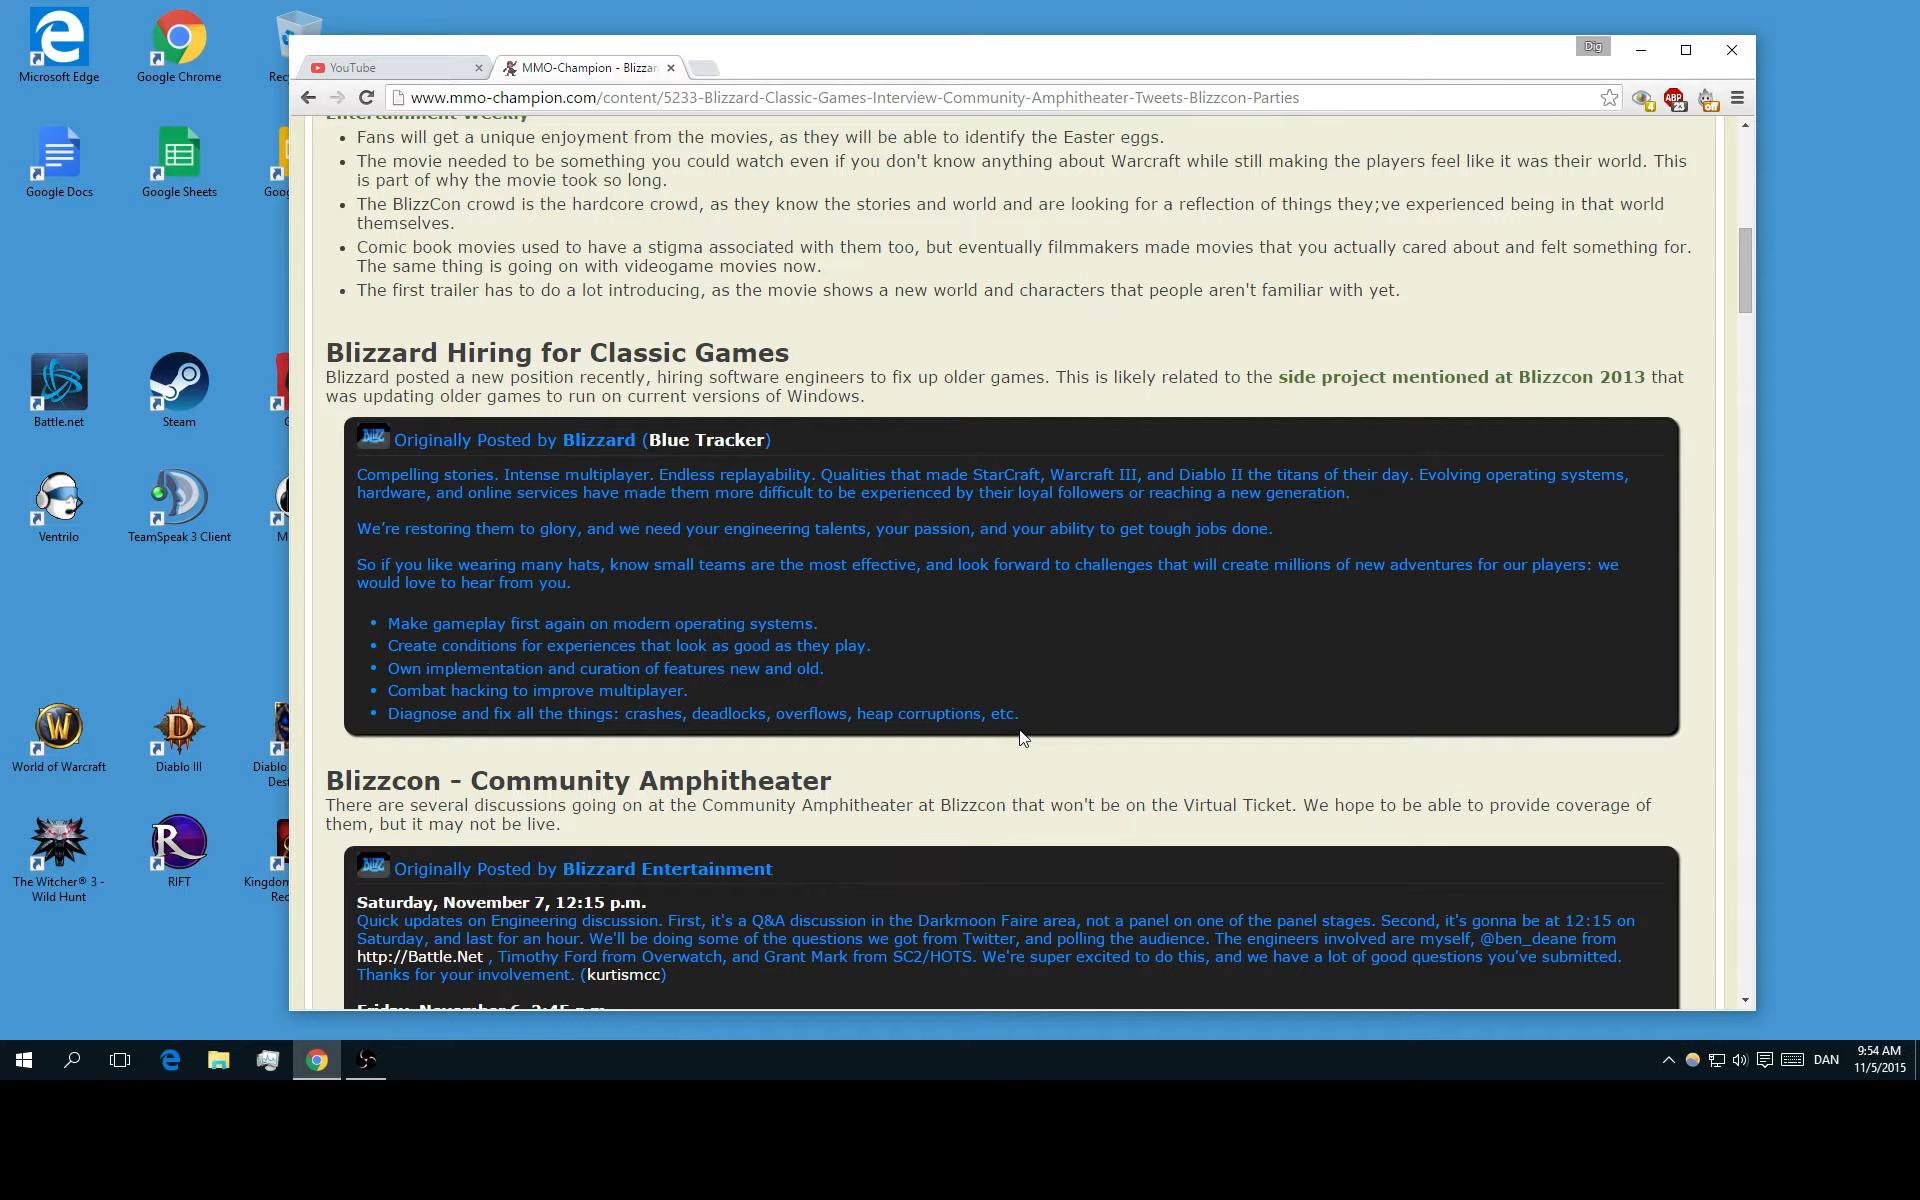 Microsoft Edge
Google Chrome
Google Docs
Google Sheets
Battle.net
Steam
Ventrilo
TeamSpeak 3 Client
World of Warcraft
Diablo III
Diablo
The Witcher® 3 -
Wild Hunt
RIFT
Kingdom
Dig
YouTube
MMO-Champion - Blizzar
www.mmo-champion.com/content/5233-Blizzard-Classic-Games-Interview-Community-Amphitheater-Tweets-Blizzcon-Parties
ABP
23
4
off
Entertainment Weekly
• Fans will get a unique enjoyment from the movies, as they will be able to identify the Easter eggs.
• The movie needed to be something you could watch even if you don't know anything about Warcraft while still making the players feel like it was their world. This
is part of why the movie took so long.
• The BlizzCon crowd is the hardcore crowd, as they know the stories and world and are looking for a reflection of things they;ve experienced being in that world
themselves.
• Comic book movies used to have a stigma associated with them too, but eventually filmmakers made movies that you actually cared about and felt something for.
The same thing is going on with videogame movies now.
• The first trailer has to do a lot introducing, as the movie shows a new world and characters that people aren't familiar with yet.
Blizzard Hiring for Classic Games
Blizzard posted a new position recently, hiring software engineers to fix up older games. This is likely related to the side project mentioned at Blizzcon 2013 that
was updating older games to run on current versions of Windows.
BLIZZ Originally Posted by Blizzard (Blue Tracker)
Compelling stories. Intense multiplayer. Endless replayability. Qualities that made StarCraft, Warcraft III, and Diablo II the titans of their day. Evolving operating systems,
hardware, and online services have made them more difficult to be experienced by their loyal followers or reaching a new generation.
We’re restoring them to glory, and we need your engineering talents, your passion, and your ability to get tough jobs done.
So if you like wearing many hats, know small teams are the most effective, and look forward to challenges that will create millions of new adventures for our players: we
would love to hear from you.
• Make gameplay first again on modern operating systems.
• Create conditions for experiences that look as good as they play.
• Own implementation and curation of features new and old.
• Combat hacking to improve multiplayer.
• Diagnose and fix all the things: crashes, deadlocks, overflows, heap corruptions, etc.
Blizzcon - Community Amphitheater
There are several discussions going on at the Community Amphitheater at Blizzcon that won't be on the Virtual Ticket. We hope to be able to provide coverage of
them, but it may not be live.
BLIZZ Originally Posted by Blizzard Entertainment
Saturday, November 7, 12:15 p.m.
Quick updates on Engineering discussion. First, it's a Q&A discussion in the Darkmoon Faire area, not a panel on one of the panel stages. Second, it's gonna be at 12:15 on
Saturday, and last for an hour. We'll be doing some of the questions we got from Twitter, and polling the audience. The engineers involved are myself, @ben_deane from
http://Battle.Net , Timothy Ford from Overwatch, and Grant Mark from SC2/HOTS. We're super excited to do this, and we have a lot of good questions you've submitted.
Thanks for your involvement. (kurtismcc)
Friday, November 6, 2:45 p.m.
DAN
9:54 AM
11/5/2015